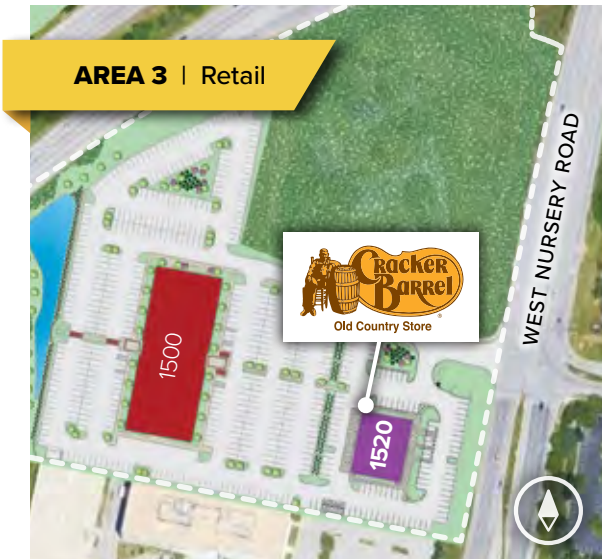 AREA 3 | Retail
WEST NURSERY ROAD
Cracker
Barrel
®
Old Country Store
1500
1520